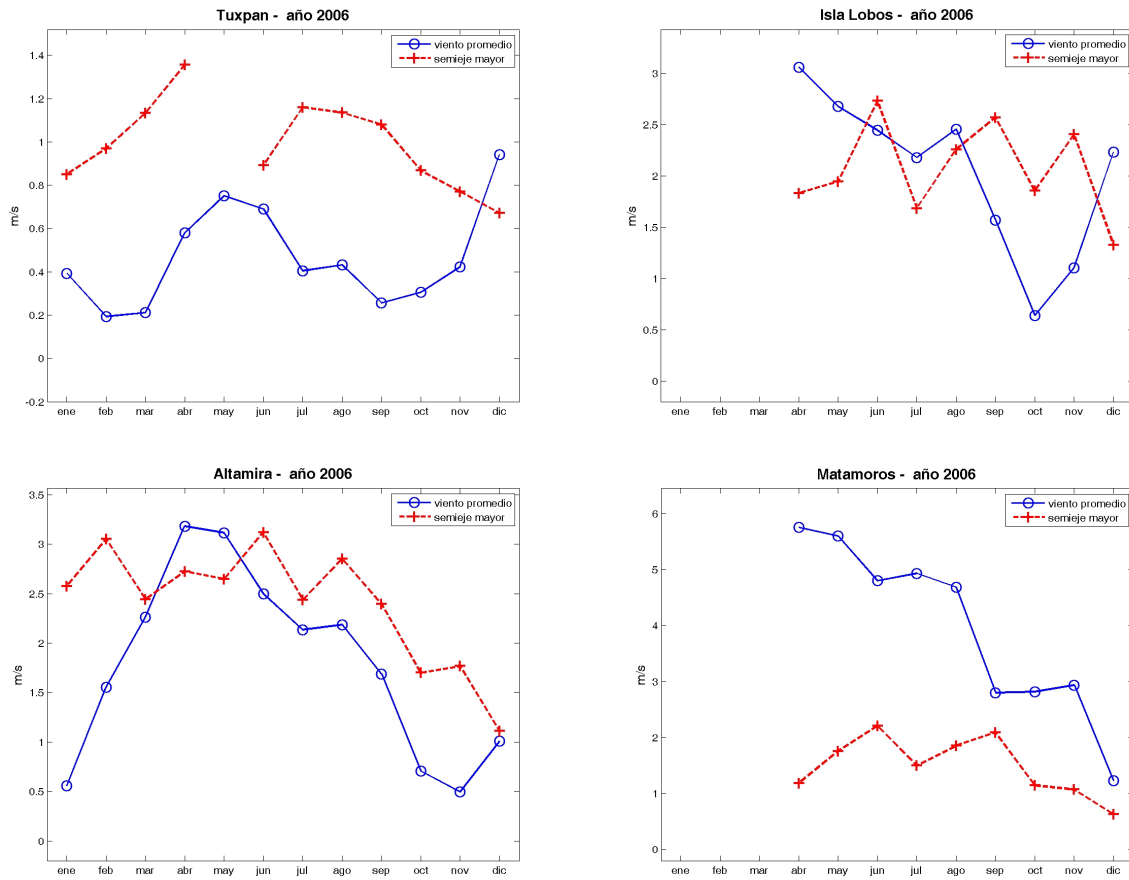 Tuxpan - año 2006
viento promedio
semieje mayor
m/s
1.4
1.2
1
0.8
0.6
0.4
0.2
0
-0.2
ene feb mar abr may jun jul ago sep oct nov dic
Isla Lobos - año 2006
viento promedio
semieje mayor
m/s
3
2.5
2
1.5
1
0.5
0
ene feb mar abr may jun jul ago sep oct nov dic
Altamira - año 2006
viento promedio
semieje mayor
m/s
3.5
3
2.5
2
1.5
1
0.5
0
ene feb mar abr may jun jul ago sep oct nov dic
Matamoros - año 2006
viento promedio
semieje mayor
m/s
6
5
4
3
2
1
0
ene feb mar abr may jun jul ago sep oct nov dic